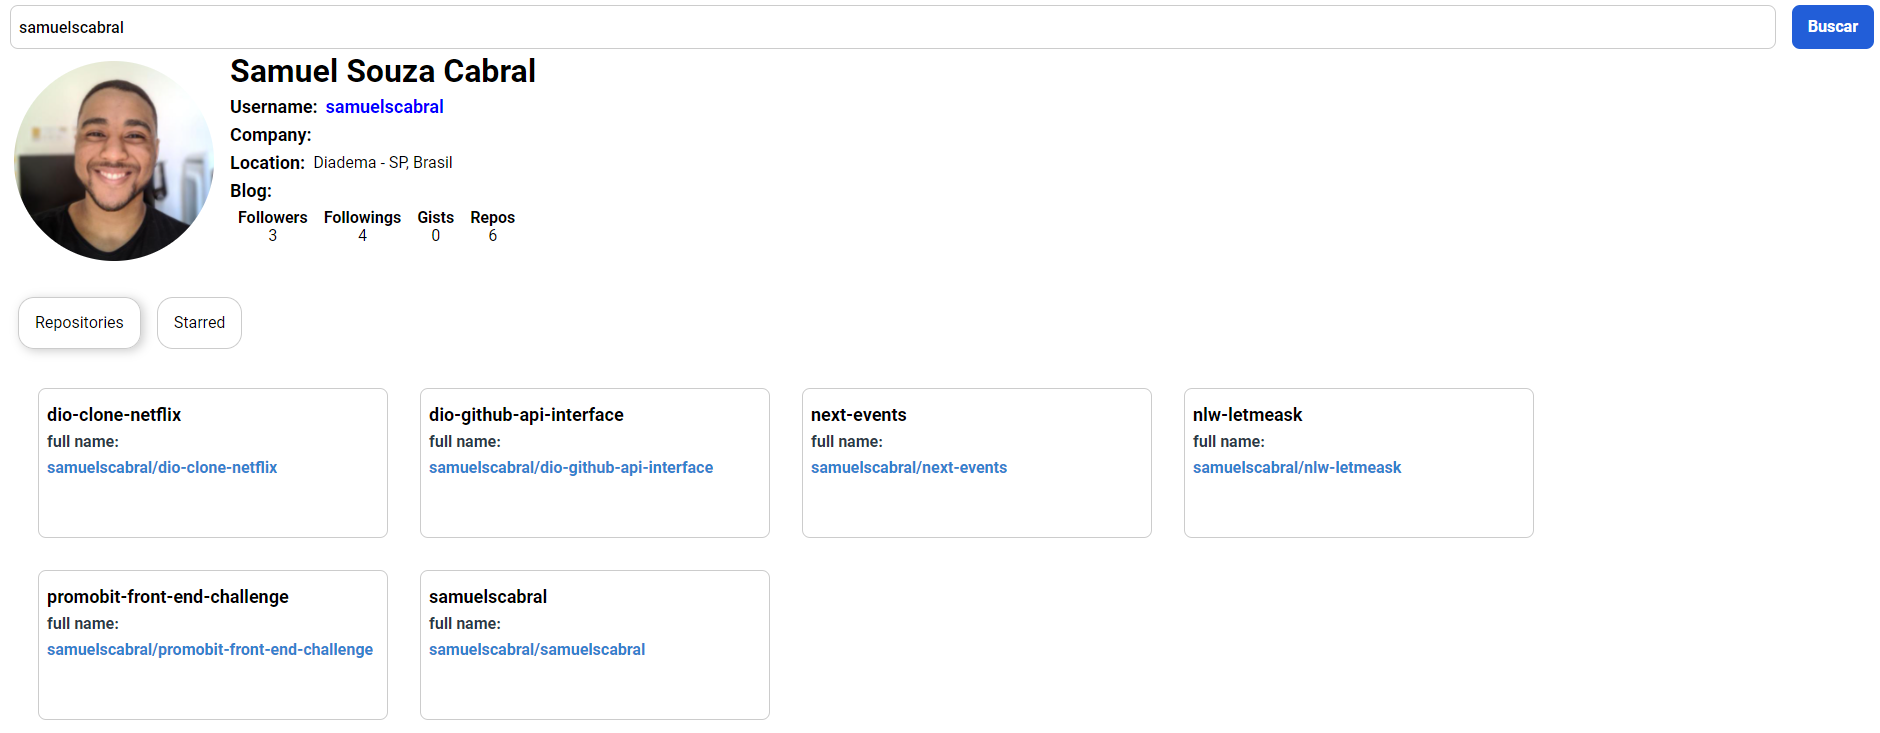 samuelscabral Buscar
Samuel Souza Cabral
Username: samuelscabral
Company:
Location: Diadema - SP, Brasil
Blog:
Followers Followings Gists Repos
3 4 0 6
Repositories Starred
dio-clone-netflix
full name:
samuelscabral/dio-clone-netflix
dio-github-api-interface
full name:
samuelscabral/dio-github-api-interface
next-events
full name:
samuelscabral/next-events
nlw-letmeask
full name:
samuelscabral/nlw-letmeask
promobit-front-end-challenge
full name:
samuelscabral/promobit-front-end-challenge
samuelscabral
full name:
samuelscabral/samuelscabral